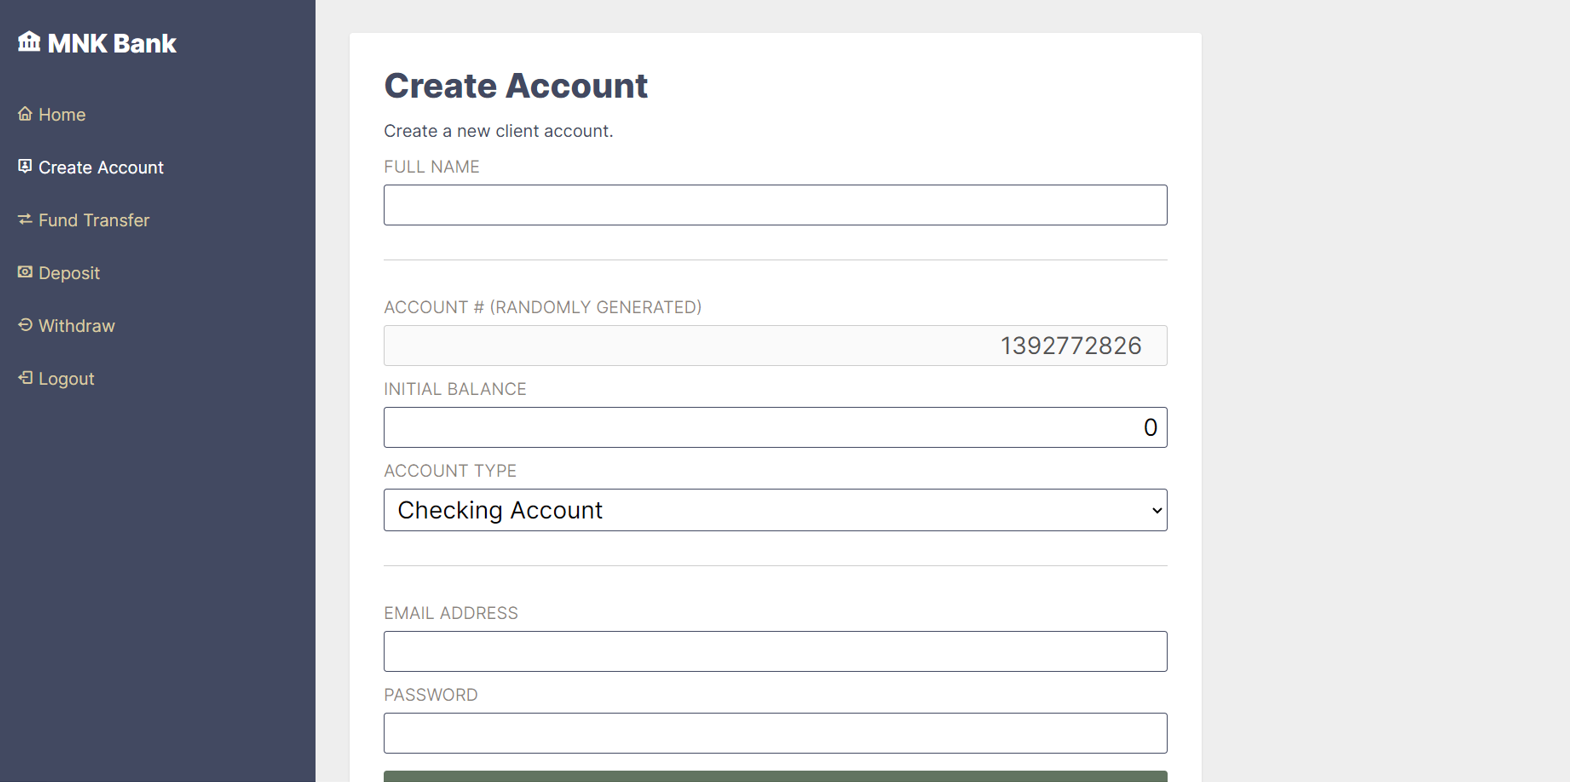 MNK Bank
Home
Create Account
Fund Transfer
Deposit
Withdraw
Logout
Create Account
Create a new client account.
FULL NAME
ACCOUNT # (RANDOMLY GENERATED)
1392772826
INITIAL BALANCE
0
ACCOUNT TYPE
Checking Account
EMAIL ADDRESS
PASSWORD